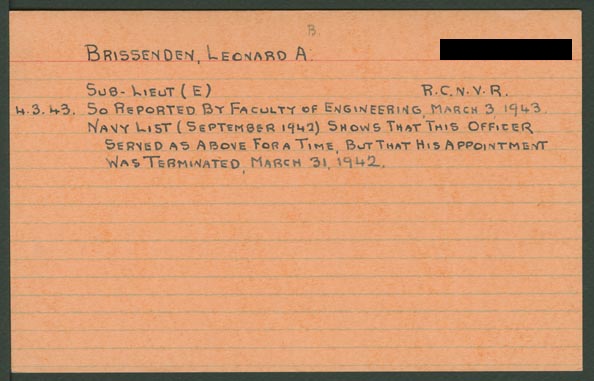 B.
BRISSENDEN, LEONARD A.
SUB-LIEUT (E) R.C.N.V.R.
4.3.43. SO REPORTED BY FACULTY OF ENGINEERING, MARCH 3 1943.
NAVY LIST (SEPTEMBER 1942) SHOWS THAT THIS OFFICER
SERVED AS ABOVE FOR A TIME, BUT THAT HIS APPOINTMENT
WAS TERMINATED, MARCH 31, 1942.